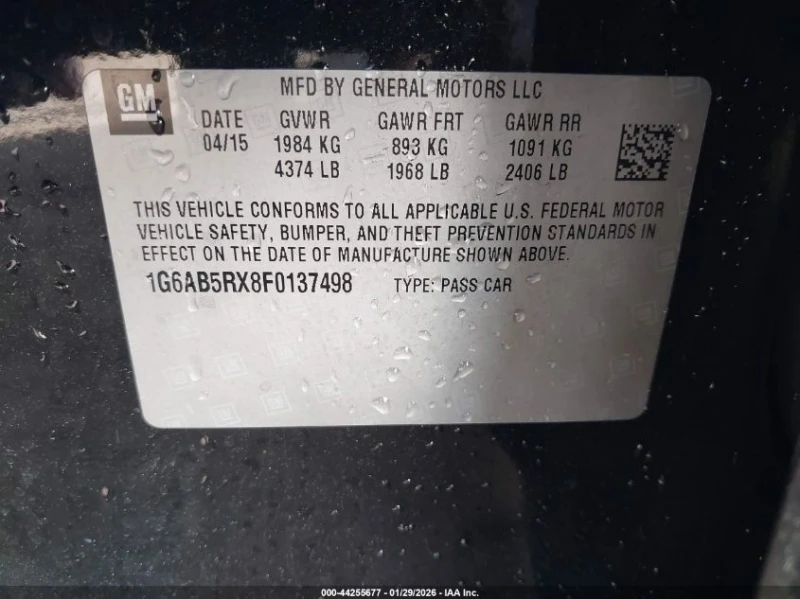 GM
MFD BY GENERAL MOTORS LLC
DATE GVWR GAWR FRT GAWR RR
04/15 1984 KG 893 KG 1091 KG
4374 LB 1968 LB 2406 LB
THIS VEHICLE CONFORMS TO ALL APPLICABLE U.S. FEDERAL MOTOR
VEHICLE SAFETY, BUMPER, AND THEFT PREVENTION STANDARDS IN
EFFECT ON THE DATE OF MANUFACTURE SHOWN ABOVE.
1G6AB5RX8F0137498 TYPE: PASS CAR
000-44255677 - 01/29/2026 - IAA Inc.